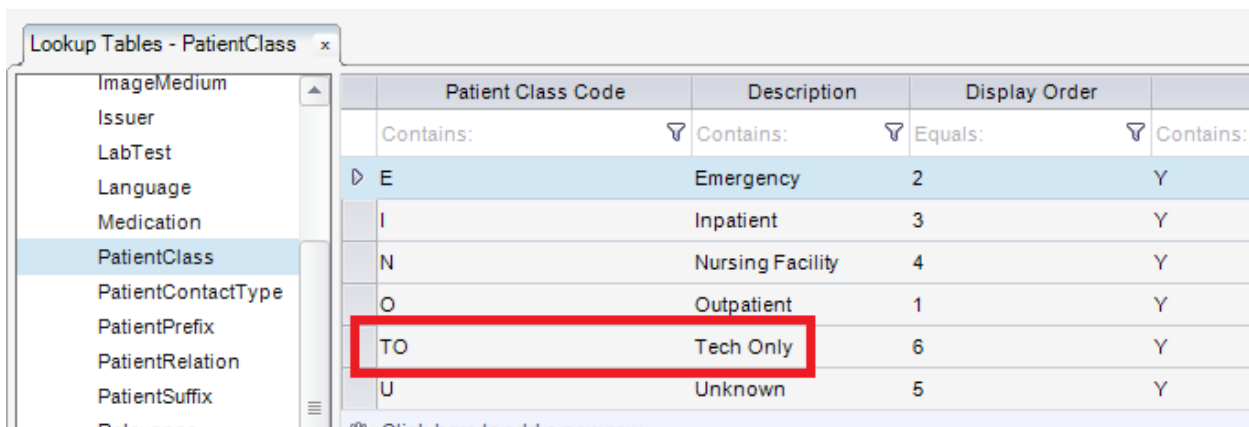 Lookup Tables - PatientClass x
ImageMedium
Issuer
LabTest
Language
Medication
PatientClass
PatientContactType
PatientPrefix
PatientRelation
PatientSuffix
Patient Class Code Description Display Order
Contains: Contains: Equals: Contains:
E Emergency 2 Y
I Inpatient 3 Y
N Nursing Facility 4 Y
O Outpatient 1 Y
TO Tech Only 6 Y
U Unknown 5 Y